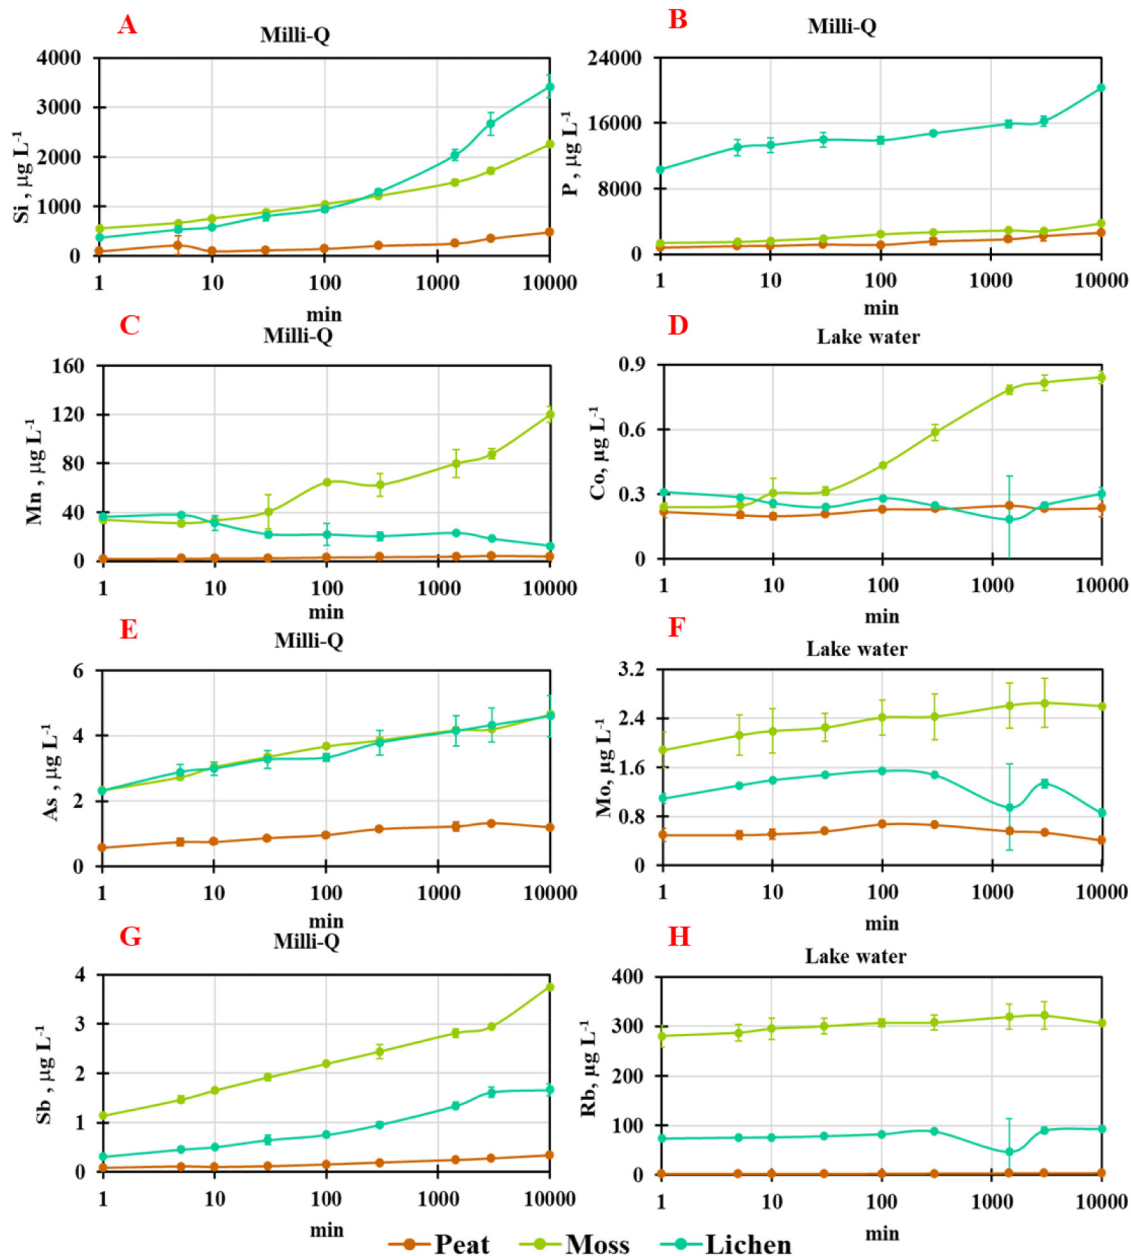 A
Milli-Q
Si , µg L-1
4000
3000
2000
1000
0
1 10 100 1000 10000
min
B
Milli-Q
P , µg L-1
24000
16000
8000
0
1 10 100 1000 10000
min
C
Milli-Q
Mn , µg L-1
160
120
80
40
0
1 10 100 1000 10000
min
D
Lake water
Co, µg L-1
0.9
0.6
0.3
0
1 10 100 1000 10000
min
E
Milli-Q
As , µg L-1
6
4
2
0
1 10 100 1000 10000
min
F
Lake water
Mo, µg L-1
3.2
2.4
1.6
0.8
0
1 10 100 1000 10000
min
G
Milli-Q
Sb , µg L-1
4
3
2
1
0
1 10 100 1000 10000
min
H
Lake water
Rb, µg L-1
400
300
200
100
0
1 10 100 1000 10000
min
Peat Moss Lichen